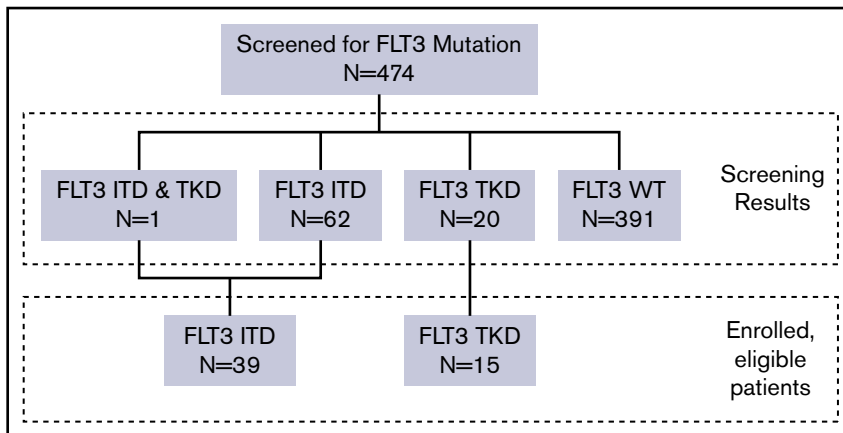 Screened for FLT3 Mutation
N=474
FLT3 ITD & TKD
N=1
FLT3 ITD
N=62
FLT3 TKD
N=20
FLT3 WT
N=391
Screening
Results
FLT3 ITD
N=39
FLT3 TKD
N=15
Enrolled,
eligible
patients